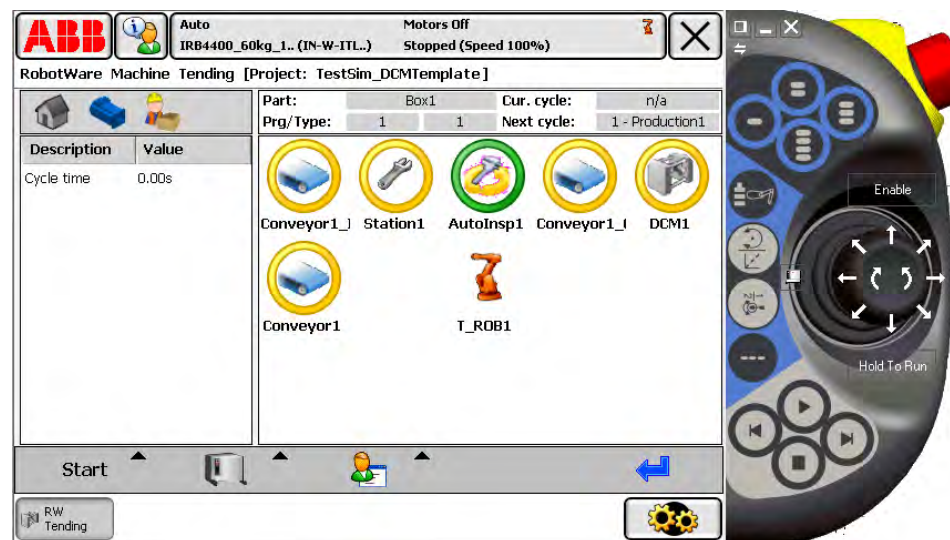 ABB
Auto
Motors Off
IRB4400_60kg_1.. (IN-W-ITL..)
Stopped (Speed 100%)
RobotWare Machine Tending [Project: TestSim_DCMTemplate]
Part:
Box1
Cur. cycle:
n/a
Prg/Type:
1
1
Next cycle:
1 - Production1
Description
Value
Cycle time
0.00s
Conveyor1_
Station1
AutoInsp1
Conveyor1_
DCM1
Conveyor1
T_ROB1
Enable
Hold To Run
Start
RW
Tending